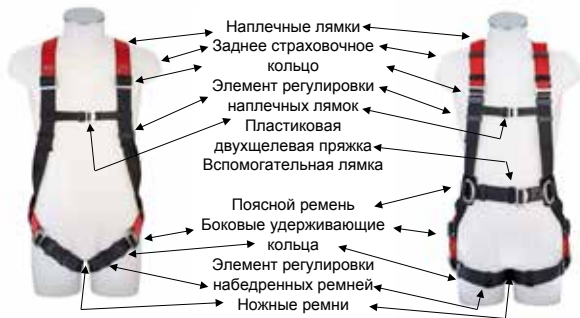 Наплечные лямки
Заднее страховочное
кольцо
Элемент регулировки
наплечных лямок
Пластиковая
двухщелевая пряжка
Вспомогательная лямка
Поясной ремень
Боковые удерживающие
кольца
Элемент регулировки
набедренных ремней
Ножные ремни